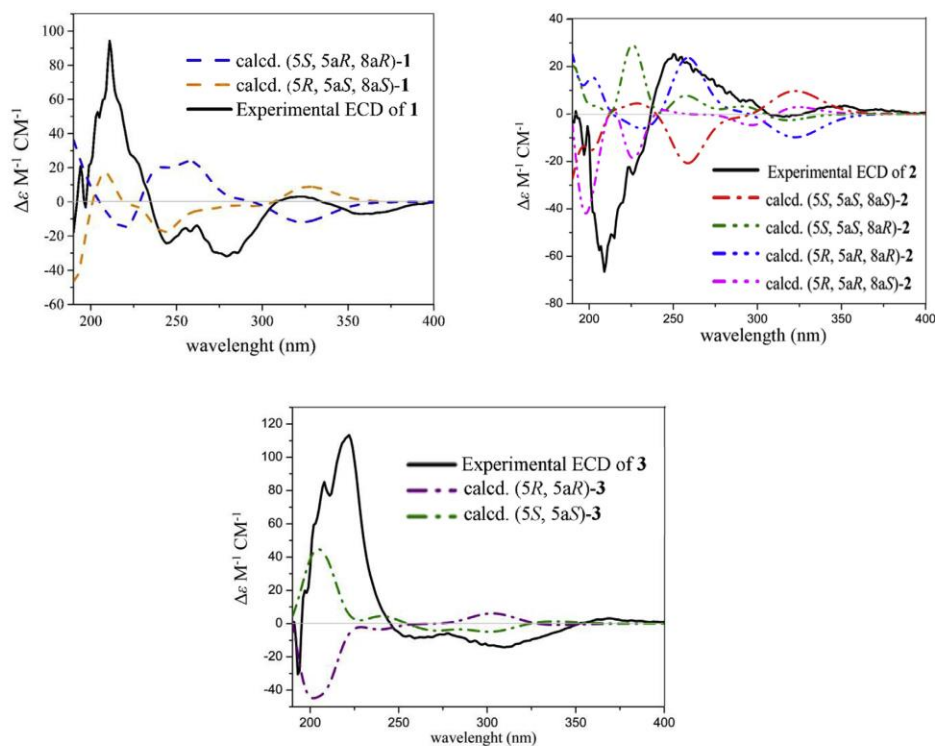 100
80
60
40
20
0
-20
-40
-60
Δε M⁻¹ CM⁻¹
calcd. (5S, 5aR, 8aR)-1
calcd. (5R, 5aS, 8aS)-1
Experimental ECD of 1
200 250 300 350 400
wavelenght (nm)
40
20
0
-20
-40
-60
-80
Δε M⁻¹ CM⁻¹
Experimental ECD of 2
calcd. (5S, 5aS, 8aS)-2
calcd. (5S, 5aS, 8aR)-2
calcd. (5R, 5aR, 8aR)-2
calcd. (5R, 5aR, 8aS)-2
200 250 300 350 400
wavelength (nm)
120
100
80
60
40
20
0
-20
-40
Δε M⁻¹ CM⁻¹
Experimental ECD of 3
calcd. (5R, 5aR)-3
calcd. (5S, 5aS)-3
200 250 300 350 400
wavelenght (nm)